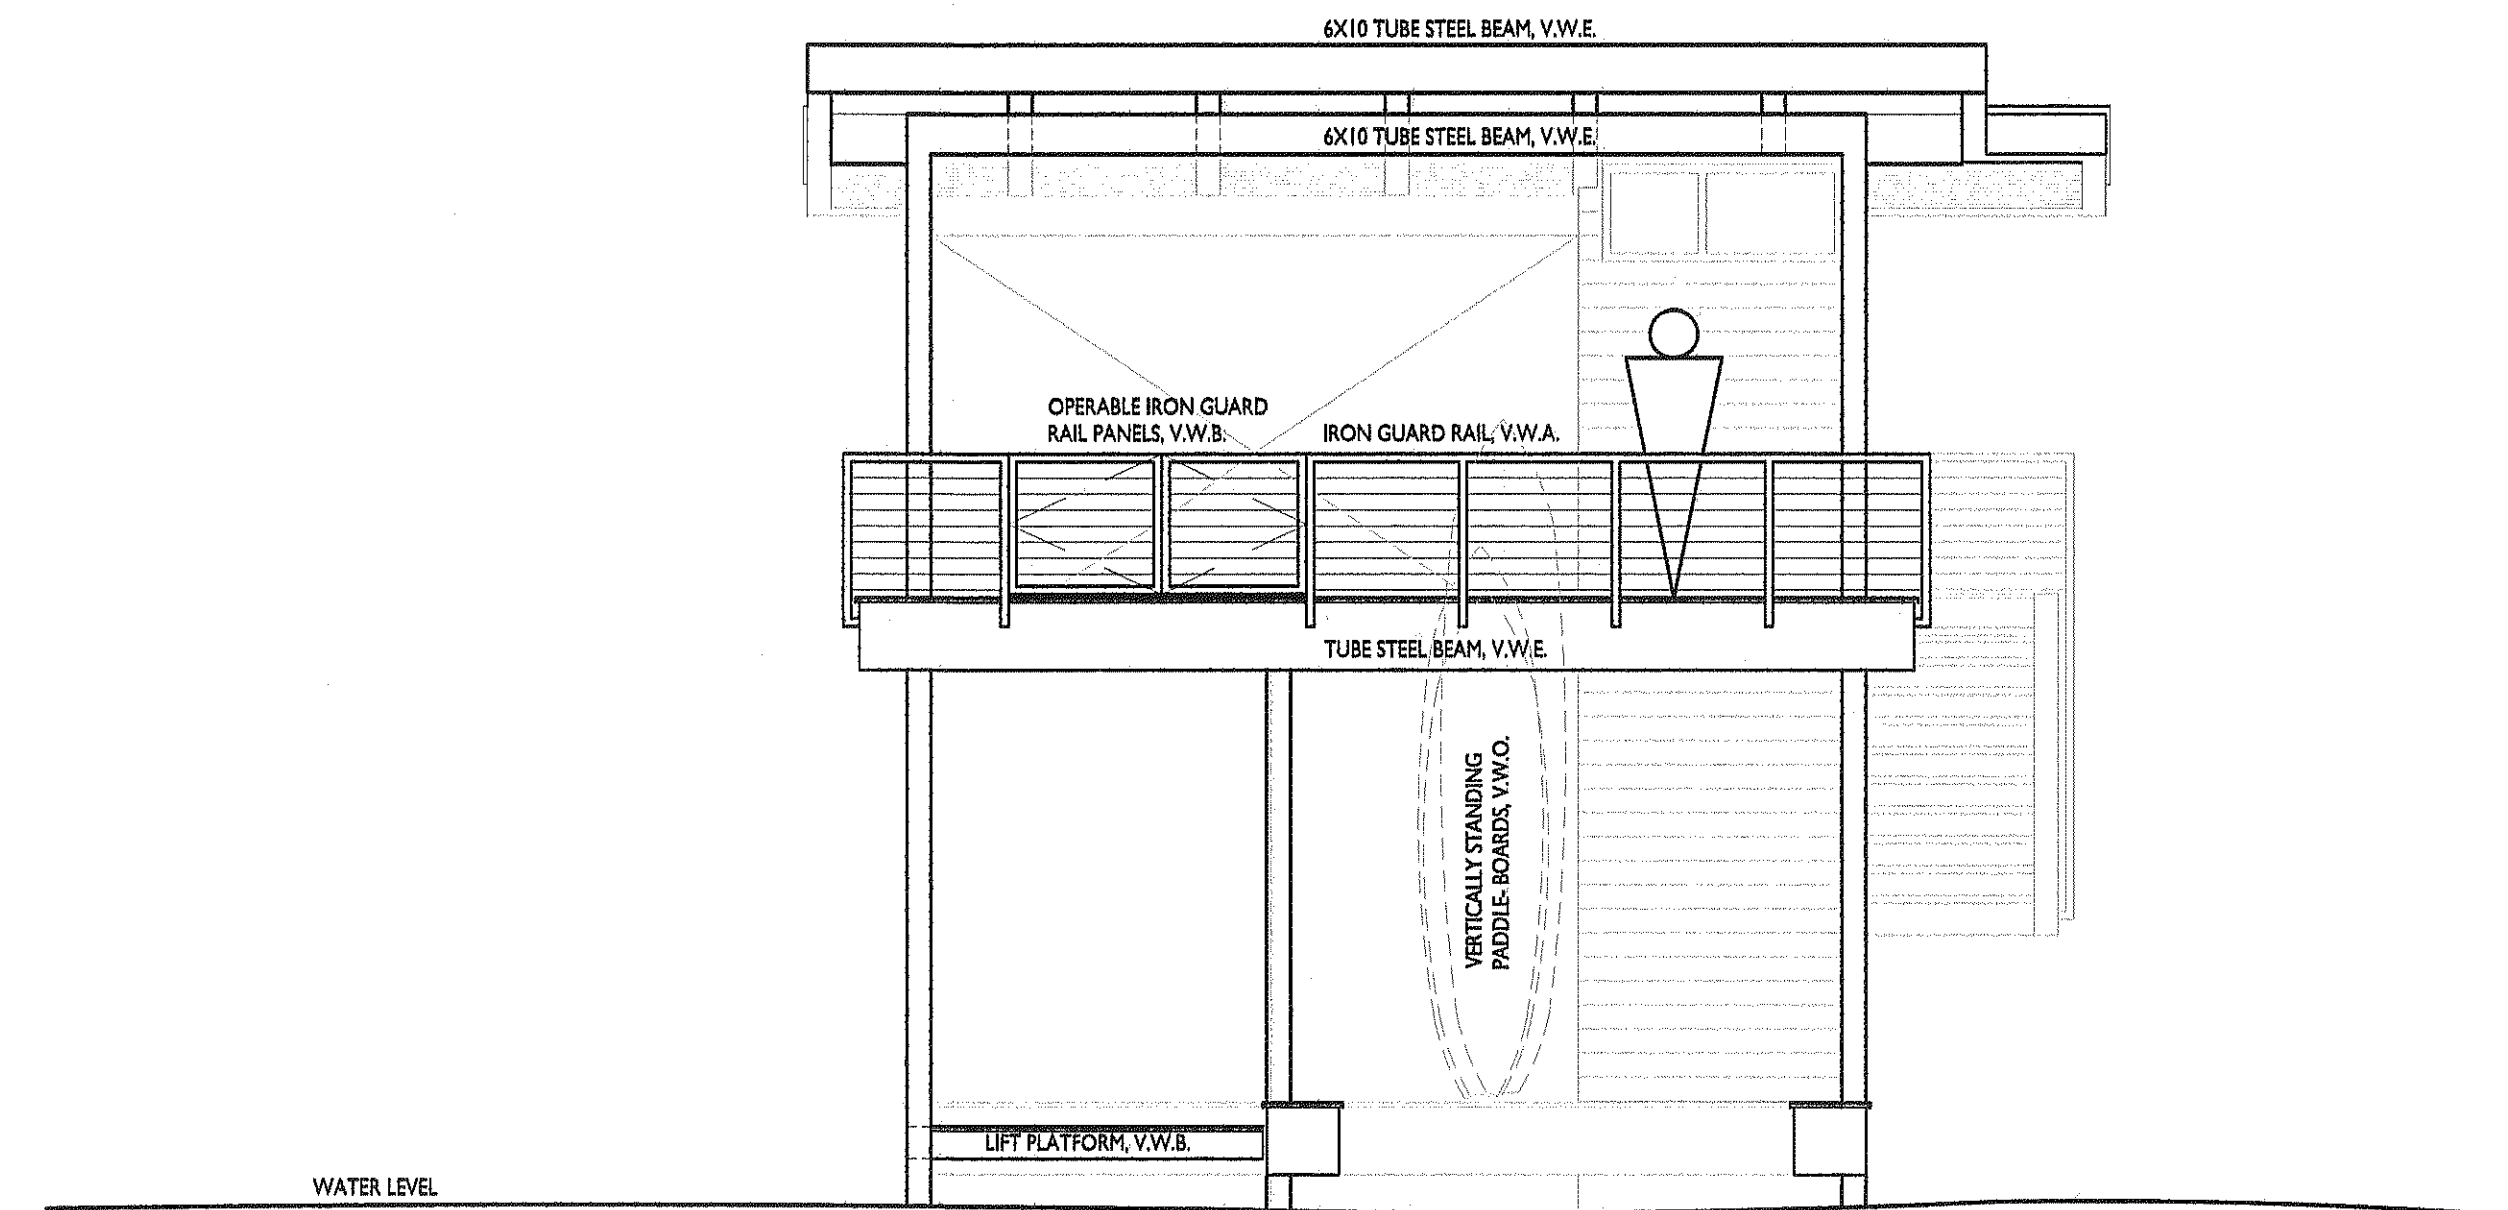 6X10 TUBE STEEL BEAM, V.W.E.
6X10 TUBE STEEL BEAM, V.W.E.
OPERABLE IRON GUARD
RAIL PANELS, V.W.B.
IRON GUARD RAIL, V.W.A.
TUBE STEEL BEAM, V.W.E.
VERTICALLY STANDING
PADDLE- BOARDS, V.W.O.
LIFT PLATFORM, V.W.B.
WATER LEVEL